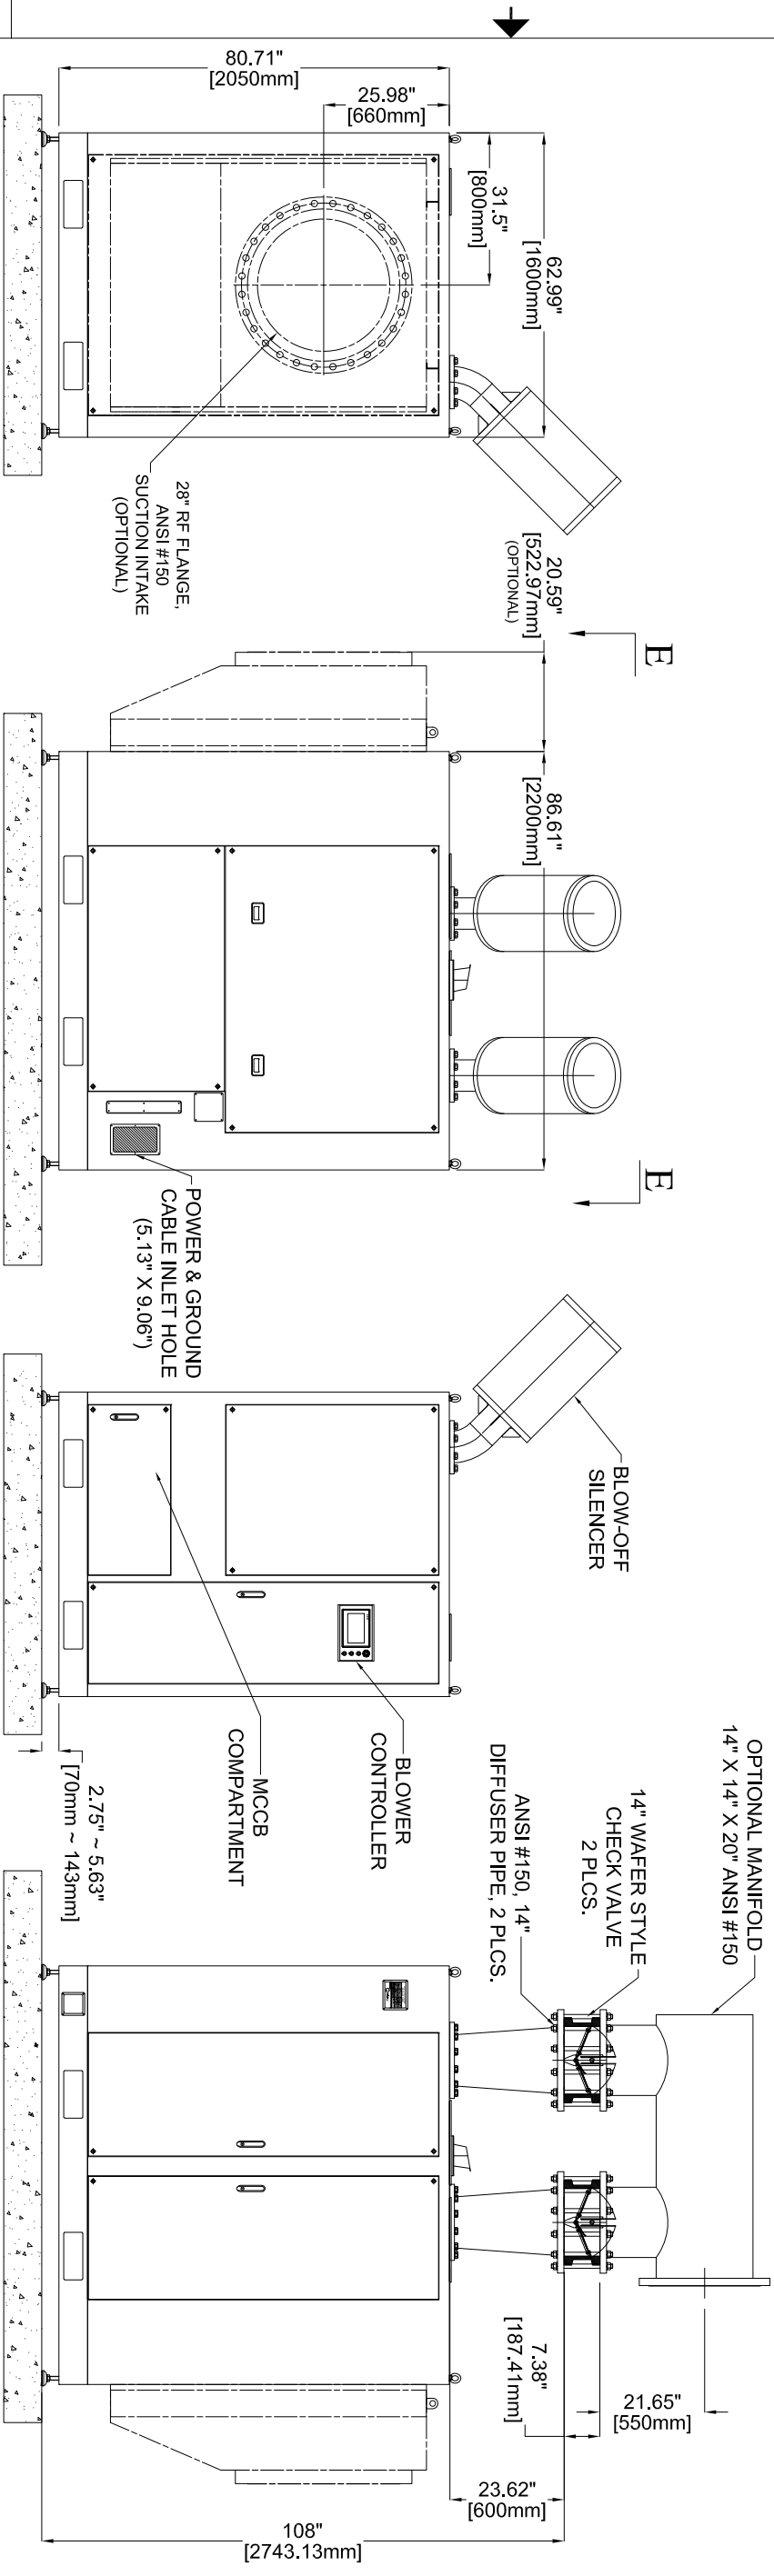 80.71"
[2050mm]
25.98"
[660mm]
31.5"
[800mm]
62.99"
[1600mm]
28" RF FLANGE,
ANSI #150
SUCTION INTAKE
(OPTIONAL)
20.59"
[522.97mm]
(OPTIONAL)
E
86.61"
[2200mm]
E
POWER & GROUND
CABLE INLET HOLE
(5.13" X 9.06")
BLOW-OFF
SILENCER
BLOWER
CONTROLLER
MCCB
COMPARTMENT
2.75" ~ 5.63"
[70mm ~ 143mm]
OPTIONAL MANIFOLD
14" X 14" X 20" ANSI #150
14" WAFER STYLE
CHECK VALVE
2 PLCS.
ANSI #150, 14"
DIFFUSER PIPE, 2 PLCS.
7.38"
[187.41mm]
21.65"
[550mm]
23.62"
[600mm]
108"
[2743.13mm]